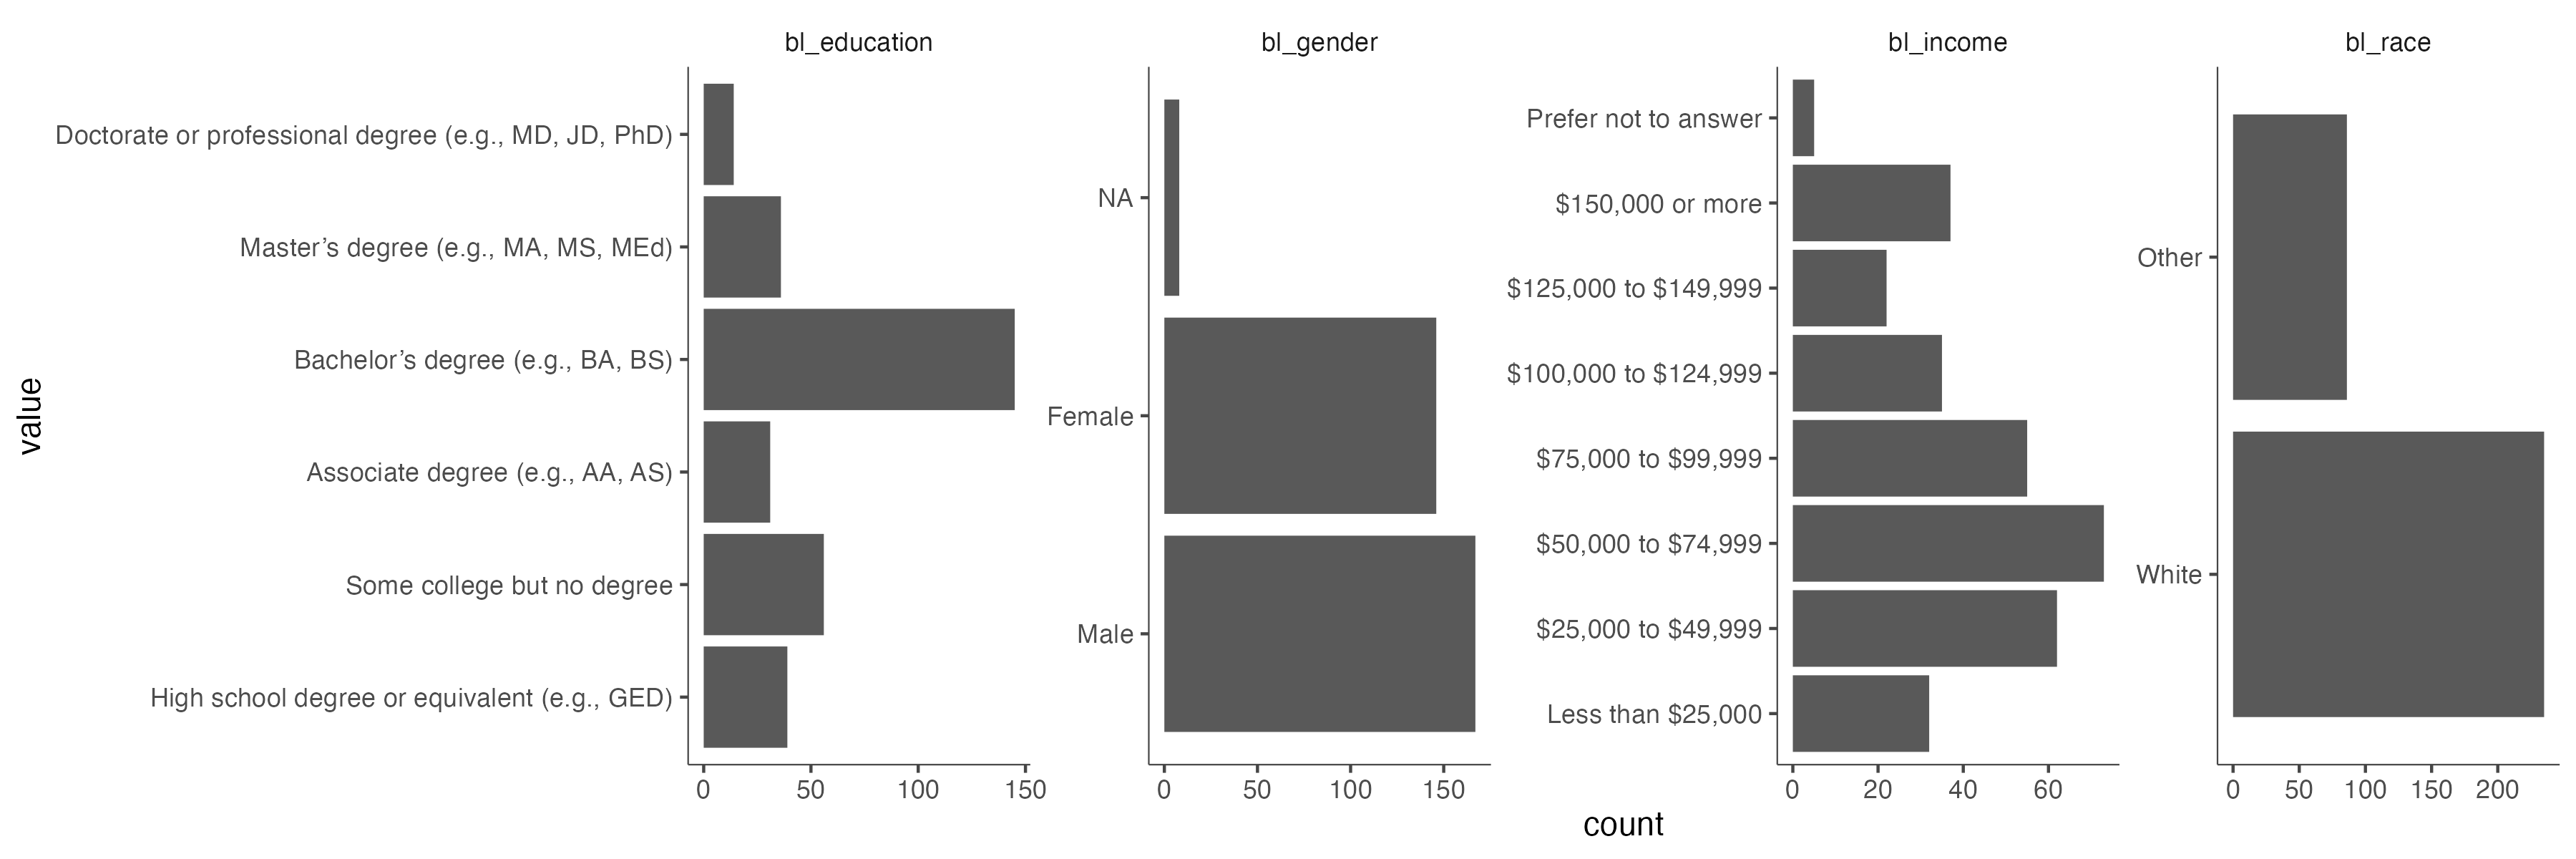 bl_education
Doctorate or professional degree (e.g., MD, JD, PhD)
Master’s degree (e.g., MA, MS, MEd)
Bachelor’s degree (e.g., BA, BS)
Associate degree (e.g., AA, AS)
Some college but no degree
High school degree or equivalent (e.g., GED)
0 50 100 150
bl_gender
NA
Female
Male
0 50 100 150
bl_income
Prefer not to answer
$150,000 or more
$125,000 to $149,999
$100,000 to $124,999
$75,000 to $99,999
$50,000 to $74,999
$25,000 to $49,999
Less than $25,000
0 20 40 60
bl_race
Other
White
0 50 100 150 200
value
count